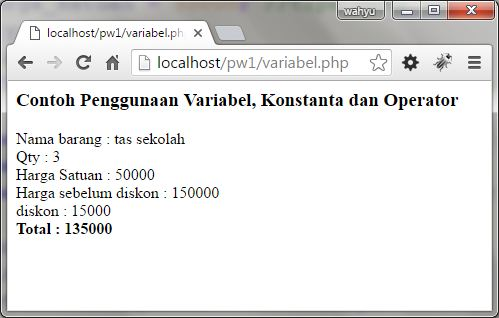 wahyu
localhost/pw1/variabel.ph
localhost/pw1/variabel.php
Contoh Penggunaan Variabel, Konstanta dan Operator
Nama barang : tas sekolah
Qty : 3
Harga Satuan : 50000
Harga sebelum diskon : 150000
diskon : 15000
Total : 135000